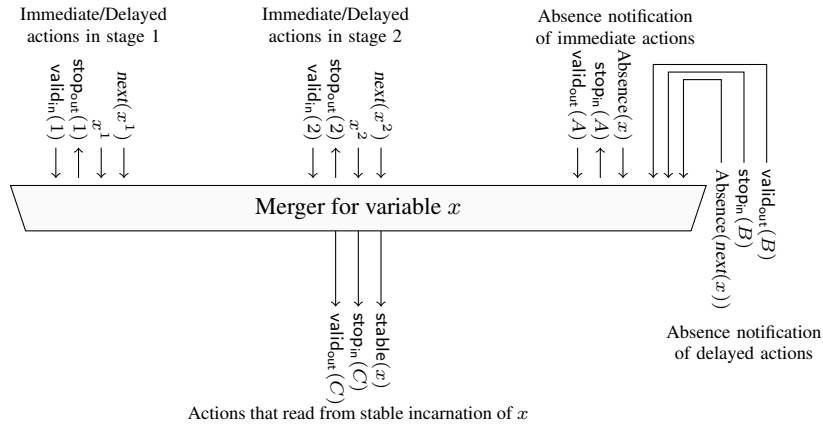 Immediate/Delayed
actions in stage 1
Immediate/Delayed
actions in stage 2
Absence notification
of immediate actions
valid_in(1)
stop_out(1)
x^1
next(x^1)
valid_in(2)
stop_out(2)
x^2
next(x^2)
valid_out(A)
stop_in(A)
Absence(x)
Merger for variable x
Absence(next(x))
stop_in(B)
valid_out(B)
Absence notification
of delayed actions
valid_out(C)
stop_in(C)
stable(x)
Actions that read from stable incarnation of x